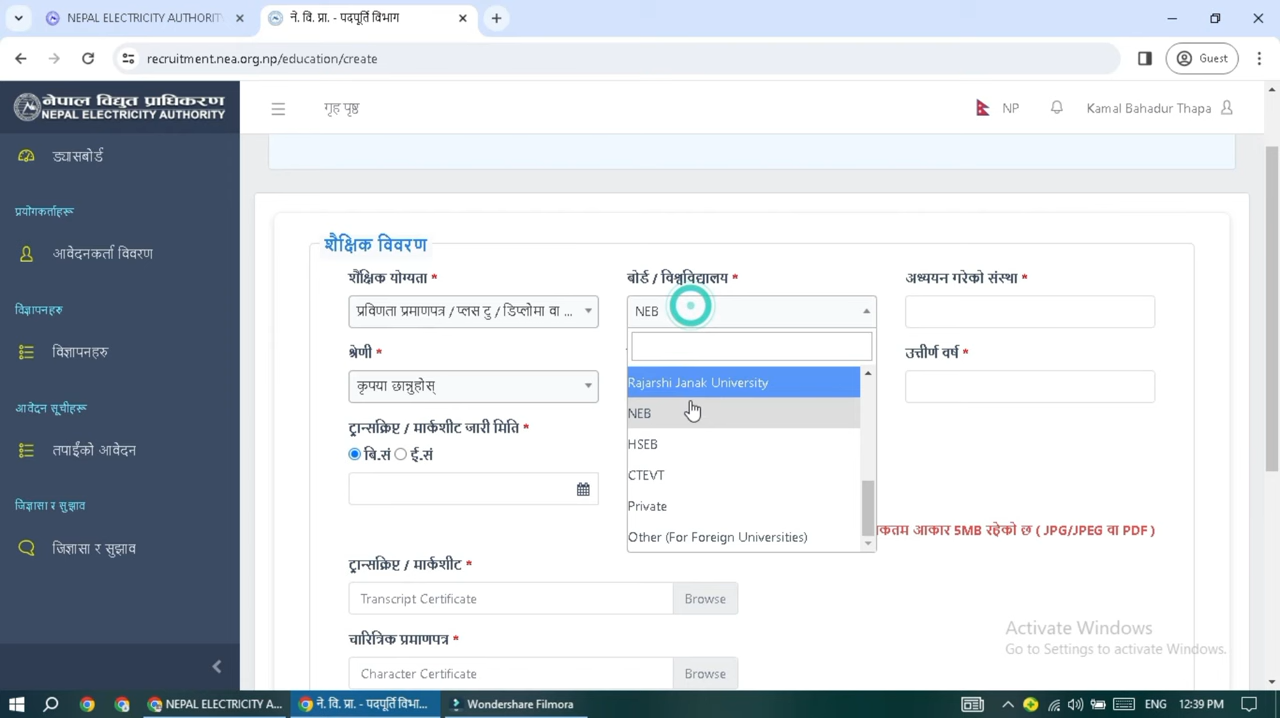 NEPAL ELECTRICITY AUTHORIT
ने. वि. प्रा. - पदपूर्ति विभाग
recruitment.nea.org.np/education/create
Guest
नेपाल विद्युत प्राधिकरण
NEPAL ELECTRICITY AUTHORITY
गृह पृष्ठ
NP
Kamal Bahadur Thapa
ड्यासबोर्ड
प्रयोगकर्ताहरू
आवेदनकर्ता विवरण
विज्ञापनहरु
विज्ञापनहरु
आवेदन सूचीहरू
तपाईंको आवेदन
जिज्ञासा र सुझाव
जिज्ञासा र सुझाव
शैक्षिक विवरण
शैक्षिक योग्यता *
बोर्ड / विश्वविद्यालय *
अध्ययन गरेको संस्था *
प्रविणता प्रमाणपत्र / प्लस टु / डिप्लोमा वा ...
NEB
श्रेणी *
उत्तीर्ण वर्ष *
कृपया छान्नुहोस्
Rajarshi Janak University
NEB
HSEB
CTEVT
Private
Other (For Foreign Universities)
ट्रान्सक्रिप्ट / मार्कशीट जारी मिति *
बि.सं ई.सं
कतम आकार 5MB रहेको छ ( JPG/JPEG वा PDF )
ट्रान्सक्रिप्ट / मार्कशीट *
Transcript Certificate
Browse
चारित्रिक प्रमाणपत्र *
Character Certificate
Browse
Activate Windows
Go to Settings to activate Windows.
NEPAL ELECTRICITY A...
ने. वि. प्रा. - पदपूर्ति विभा...
Wondershare Filmora
ENG
12:39 PM